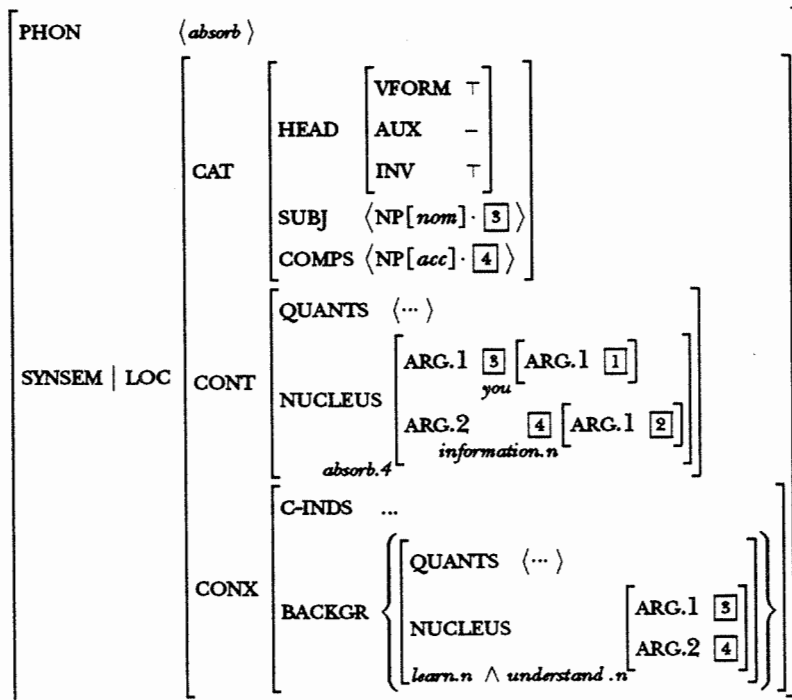 PHON ⟨absorb⟩
VFORM ⊤
HEAD AUX −
INV ⊤
CAT
SUBJ ⟨NP[nom]· 3 ⟩
COMPS ⟨NP[acc]· 4 ⟩
QUANTS ⟨…⟩
ARG.1 3 [ARG.1 1 ]
you
SYNSEM | LOC CONT NUCLEUS
ARG.2 4 [ARG.1 2 ]
information.n
absorb.4
C-INDS ...
QUANTS ⟨…⟩
CONX BACKGR
ARG.1 3
NUCLEUS
ARG.2 4
learn.n ∧ understand.n